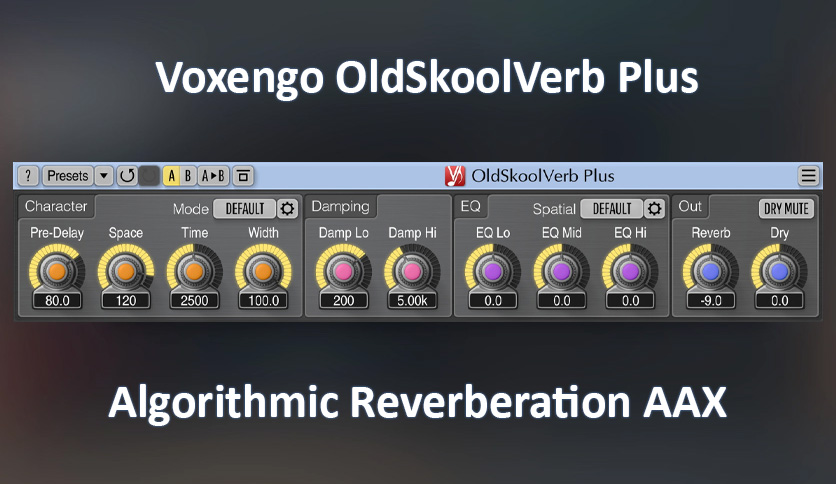 Voxengo OldSkoolVerb Plus
? Presets A B A▸B OldSkoolVerb Plus
Character Mode DEFAULT Damping EQ Spatial DEFAULT Out DRY MUTE
Pre-Delay Space Time Width Damp Lo Damp Hi EQ Lo EQ Mid EQ Hi Reverb Dry
80.0 120 2500 100.0 200 5.00k 0.0 0.0 0.0 -9.0 0.0
Algorithmic Reverberation AAX